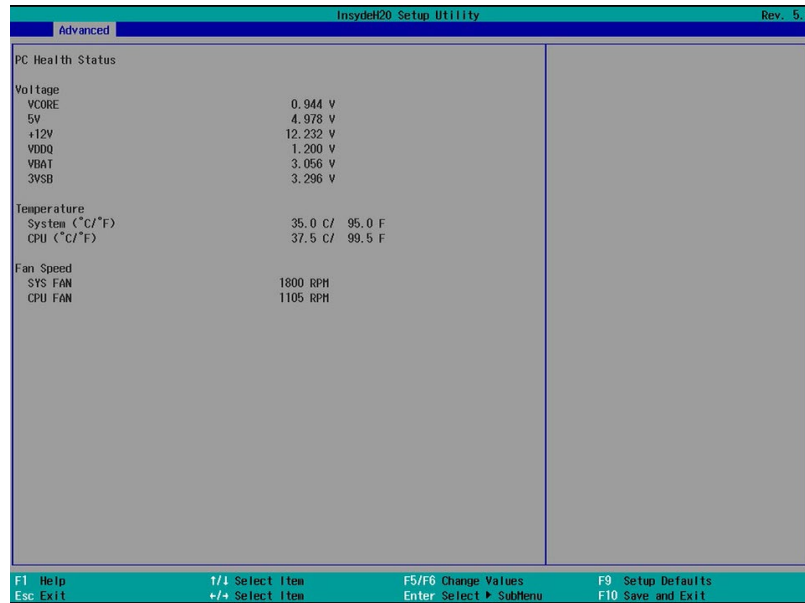 InsydeH2O Setup Utility Rev. 5.
Advanced
PC Health Status
Voltage
VCORE 0.944 V
5V 4.978 V
+12V 12.232 V
VDDQ 1.200 V
VBAT 3.056 V
3VSB 3.296 V
Temperature
System (°C/°F) 35.0 C/ 95.0 F
CPU (°C/°F) 37.5 C/ 99.5 F
Fan Speed
SYS FAN 1800 RPM
CPU FAN 1105 RPM
F1 Help ↑/↓ Select Item F5/F6 Change Values F9 Setup Defaults
Esc Exit ←/→ Select Item Enter Select ▶ SubMenu F10 Save and Exit